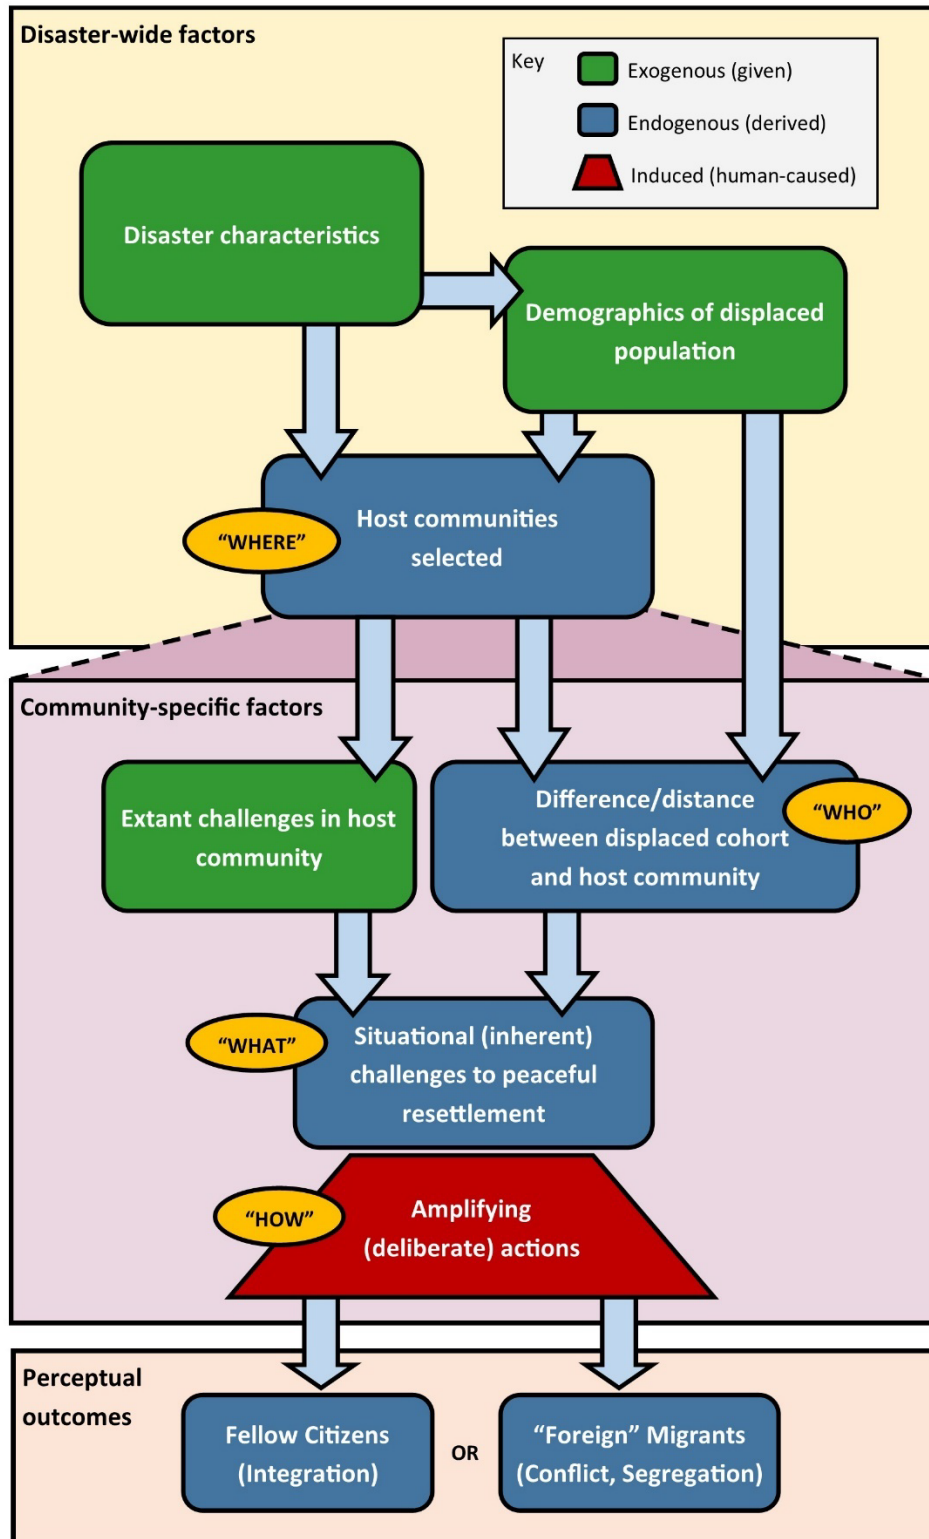 Disaster-wide factors
Key
Exogenous (given)
Endogenous (derived)
Induced (human-caused)
Disaster characteristics
Demographics of displaced
population
Host communities
selected
“WHERE”
Community-specific factors
Extant challenges in host
community
Difference/distance
between displaced cohort
and host community
“WHO”
“WHAT”
Situational (inherent)
challenges to peaceful
resettlement
“HOW”
Amplifying
(deliberate) actions
Perceptual
outcomes
Fellow Citizens
(Integration)
OR
“Foreign” Migrants
(Conflict, Segregation)